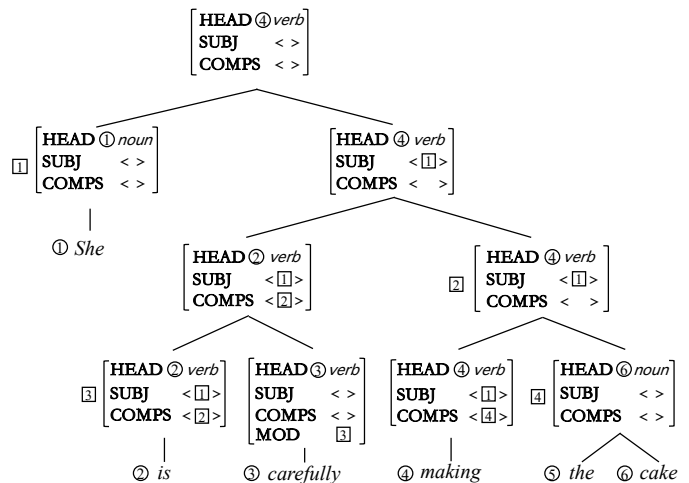 HEAD ④ verb
SUBJ < >
COMPS < >
1 HEAD ① noun
SUBJ < >
COMPS < >
HEAD ④ verb
SUBJ < 1 >
COMPS < >
① She
HEAD ② verb
SUBJ < 1 >
COMPS < 2 >
2 HEAD ④ verb
SUBJ < 1 >
COMPS < >
3 HEAD ② verb
SUBJ < 1 >
COMPS < 2 >
HEAD ③ verb
SUBJ < >
COMPS < >
MOD 3
HEAD ④ verb
SUBJ < 1 >
COMPS < 4 >
4 HEAD ⑥ noun
SUBJ < >
COMPS < >
② is
③ carefully
④ making
⑤ the
⑥ cake